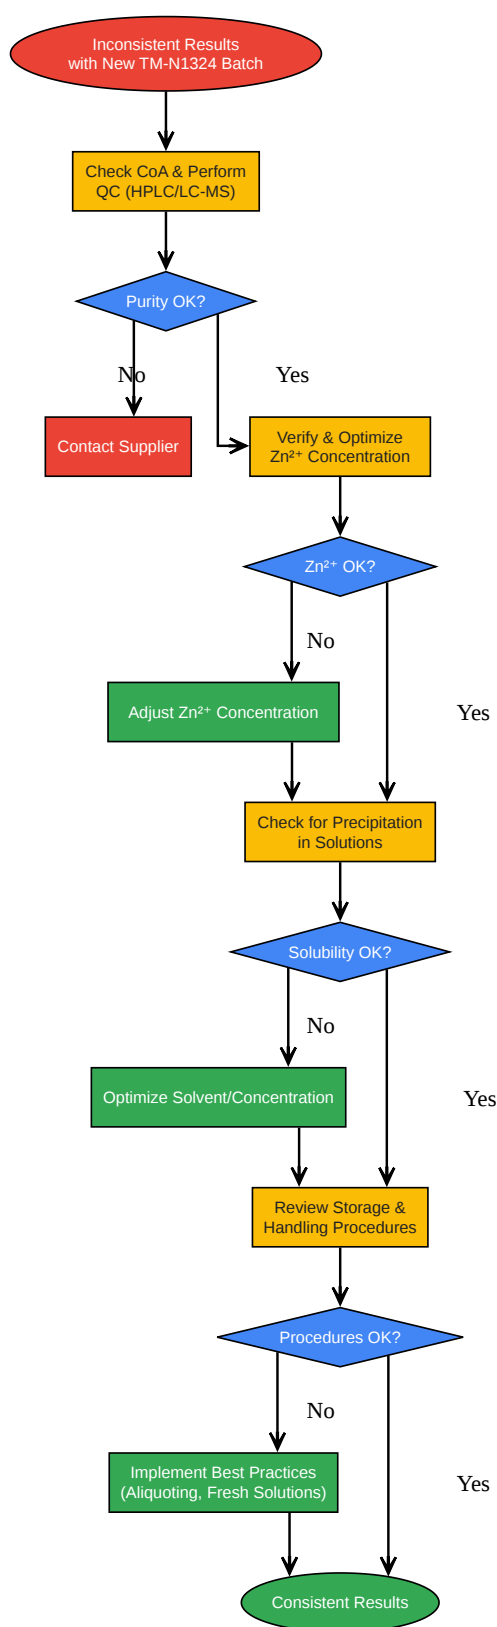 Inconsistent Results
with New TM-N1324 Batch
Check CoA & Perform
QC (HPLC/LC-MS)
Purity OK?
No
Yes
Contact Supplier
Verify & Optimize
Zn²⁺ Concentration
Zn²⁺ OK?
No
Adjust Zn²⁺ Concentration
Yes
Check for Precipitation
in Solutions
Solubility OK?
No
Optimize Solvent/Concentration
Yes
Review Storage &
Handling Procedures
Procedures OK?
No
Implement Best Practices
(Aliquoting, Fresh Solutions)
Yes
Consistent Results